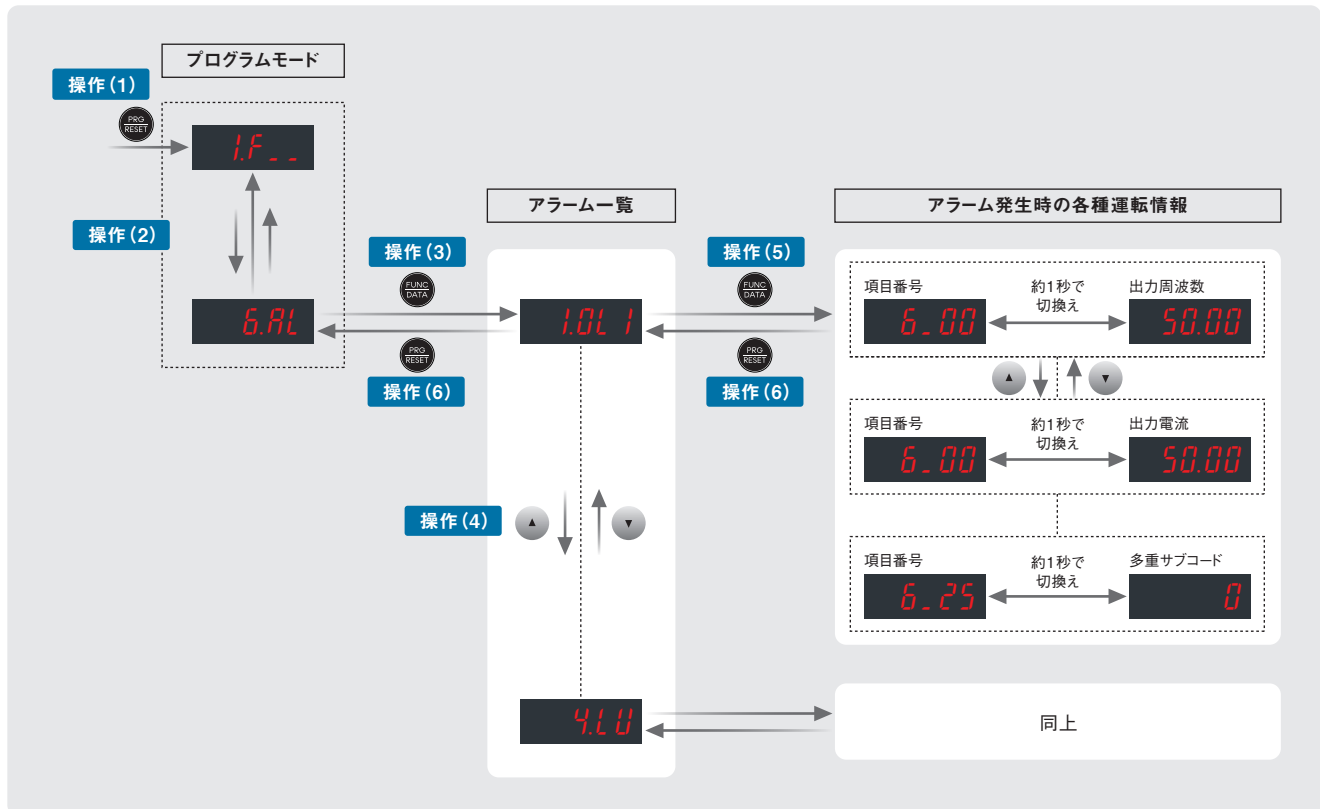 プログラムモード
操作(1)
PRG
RESET
1.F _ _
操作(2)
6.AL
操作(3)
FUNC
DATA
PRG
RESET
操作(6)
アラーム一覧
1.OL 1
操作(4)
▲
▼
4.LU
操作(5)
FUNC
DATA
PRG
RESET
操作(6)
アラーム発生時の各種運転情報
項目番号
約1秒で
切換え
出力周波数
6_00
50.00
▲
▼
項目番号
約1秒で
切換え
出力電流
6_00
50.00
項目番号
約1秒で
切換え
多重サブコード
6_25
0
同上